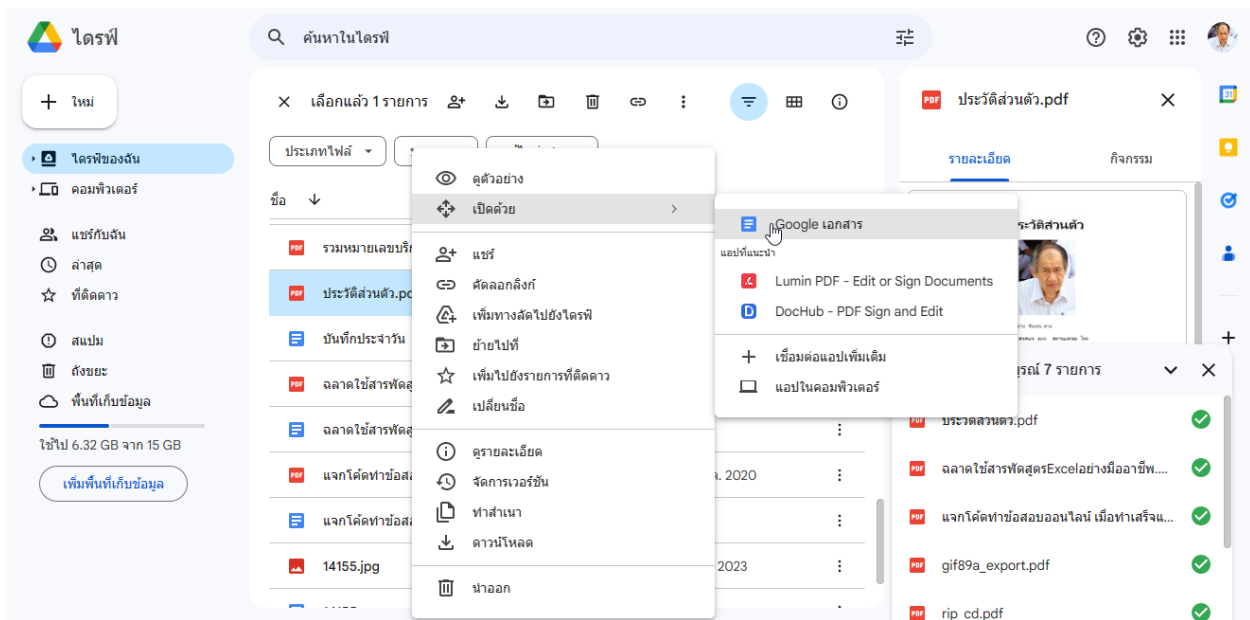 ไดรฟ์
ค้นหาในไดรฟ์
ใหม่
ไดรฟ์ของฉัน
คอมพิวเตอร์
แชร์กับฉัน
ล่าสุด
ที่ติดดาว
สแปม
ถังขยะ
พื้นที่เก็บข้อมูล
ใช้ไป 6.32 GB จาก 15 GB
เพิ่มพื้นที่เก็บข้อมูล
เลือกแล้ว 1 รายการ
ประเภทไฟล์
ชื่อ
PDF รวมหมายเลขบริก
PDF ประวัติส่วนตัว.pd
บันทึกประจำวัน
PDF ฉลาดใช้สารพัดสู
ฉลาดใช้สารพัดสู
PDF แจกโค้ดทำข้อส
ค. 2020
แจกโค้ดทำข้อส
14155.jpg
2023
ดูตัวอย่าง
เปิดด้วย
แชร์
คัดลอกลิงก์
เพิ่มทางลัดไปยังไดรฟ์
ย้ายไปที่
เพิ่มไปยังรายการที่ติดดาว
เปลี่ยนชื่อ
ดูรายละเอียด
จัดการเวอร์ชัน
ทำสำเนา
ดาวน์โหลด
นำออก
Google เอกสาร
แอปที่แนะนำ
Lumin PDF - Edit or Sign Documents
DocHub - PDF Sign and Edit
เชื่อมต่อแอปเพิ่มเติม
แอปในคอมพิวเตอร์
PDF ประวัติส่วนตัว.pdf
รายละเอียด
กิจกรรม
ระวัติส่วนตัว
รณ์ 7 รายการ
PDF ประวัติส่วนตัว.pdf
PDF ฉลาดใช้สารพัดสูตรExcelอย่างมืออาชีพ....
PDF แจกโค้ดทำข้อสอบออนไลน์ เมื่อทำเสร็จแ...
PDF gif89a_export.pdf
PDF rip_cd.pdf
31